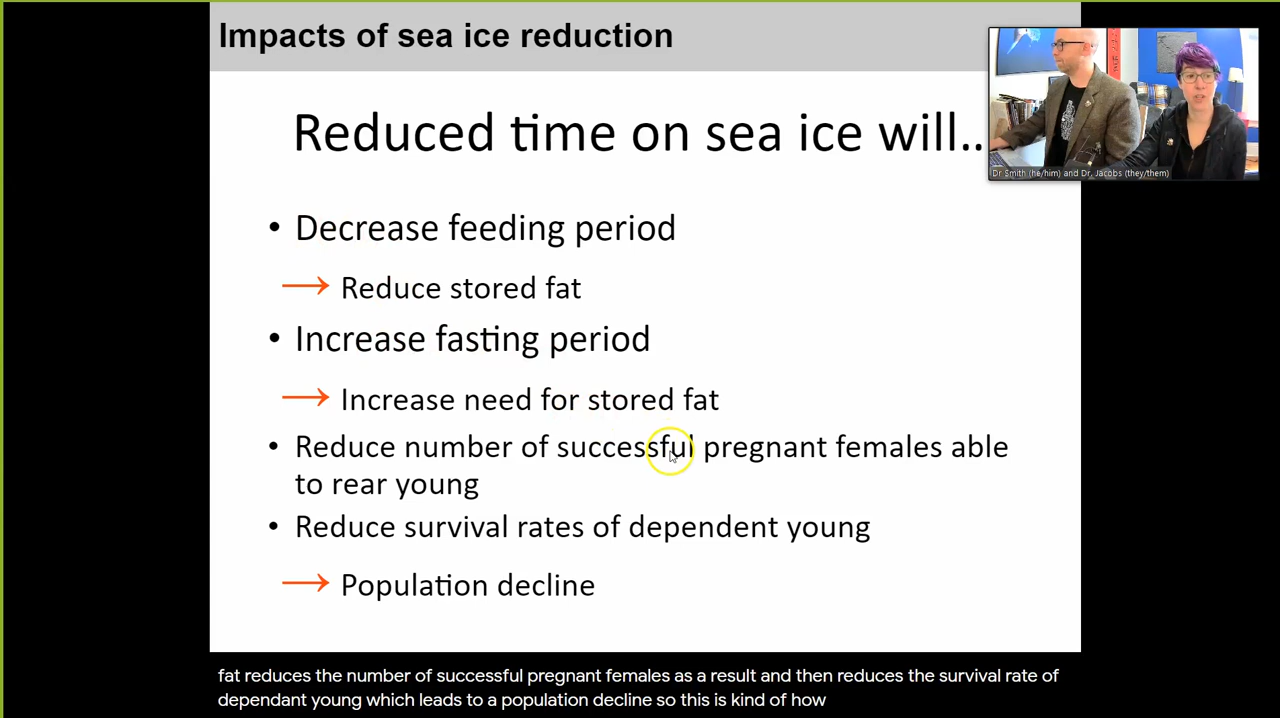 Impacts of sea ice reduction
Reduced time on sea ice will..
Dr Smith (he/him) and Dr. Jacobs (they/them)
• Decrease feeding period
→ Reduce stored fat
• Increase fasting period
→ Increase need for stored fat
• Reduce number of successful pregnant females able
to rear young
• Reduce survival rates of dependent young
→ Population decline
fat reduces the number of successful pregnant females as a result and then reduces the survival rate of
dependant young which leads to a population decline so this is kind of how